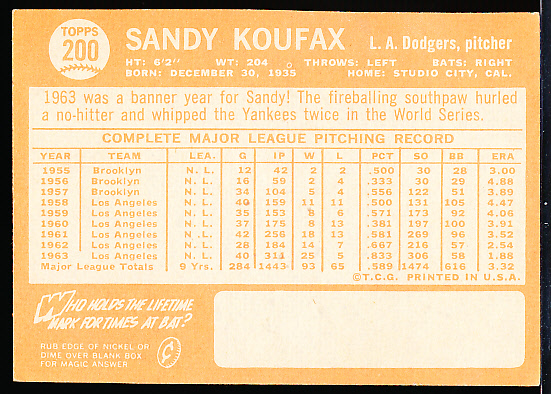 TOPPS
200
SANDY KOUFAX L. A. Dodgers, pitcher
HT: 6'2" WT: 204 THROWS: LEFT BATS: RIGHT
BORN: DECEMBER 30, 1935 HOME: STUDIO CITY, CAL.
1963 was a banner year for Sandy! The fireballing southpaw hurled
a no-hitter and whipped the Yankees twice in the World Series.
COMPLETE MAJOR LEAGUE PITCHING RECORD
YEAR TEAM LEA. G IP W L PCT SO BB ERA
1955 Brooklyn N. L. 12 42 2 2 .500 30 28 3.00
1956 Brooklyn N. L. 16 59 2 4 .333 30 29 4.88
1957 Brooklyn N. L. 34 104 5 4 .556 122 51 3.89
1958 Los Angeles N. L. 40 159 11 11 .500 131 105 4.47
1959 Los Angeles N. L. 35 153 8 6 .571 173 92 4.06
1960 Los Angeles N. L. 37 175 8 13 .381 197 100 3.91
1961 Los Angeles N. L. 42 256 18 13 .581 269 96 3.52
1962 Los Angeles N. L. 28 184 14 7 .667 216 57 2.54
1963 Los Angeles N. L. 40 311 25 5 .833 306 58 1.88
Major League Totals 9 Yrs. 284 1443 93 65 .589 1474 616 3.32
©T.C.G. PRINTED IN U.S.A.
WHO HOLDS THE LIFETIME
MARK FOR TIMES AT BAT?
RUB EDGE OF NICKEL OR
DIME OVER BLANK BOX
FOR MAGIC ANSWER